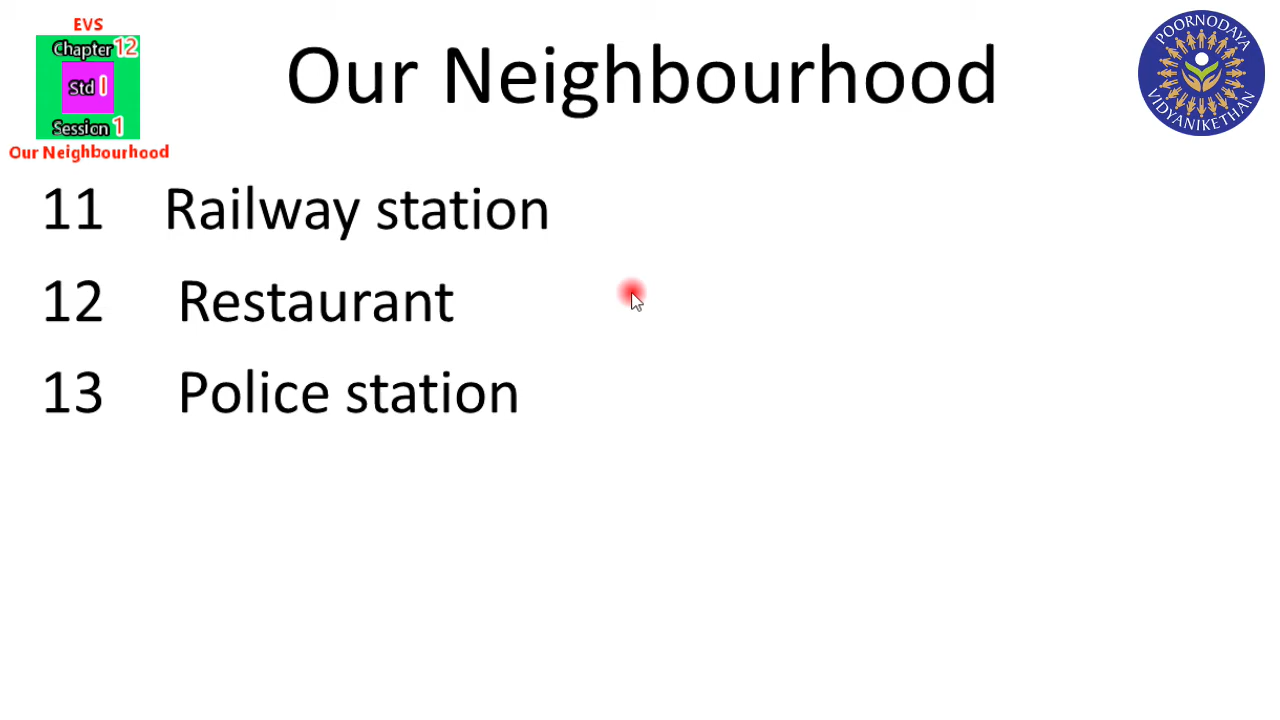 EVS
Chapter 12
Std I
Session 1
Our Neighbourhood
Our Neighbourhood
POORNODAYA
VIDYANIKETHAN
11 Railway station
12 Restaurant
13 Police station